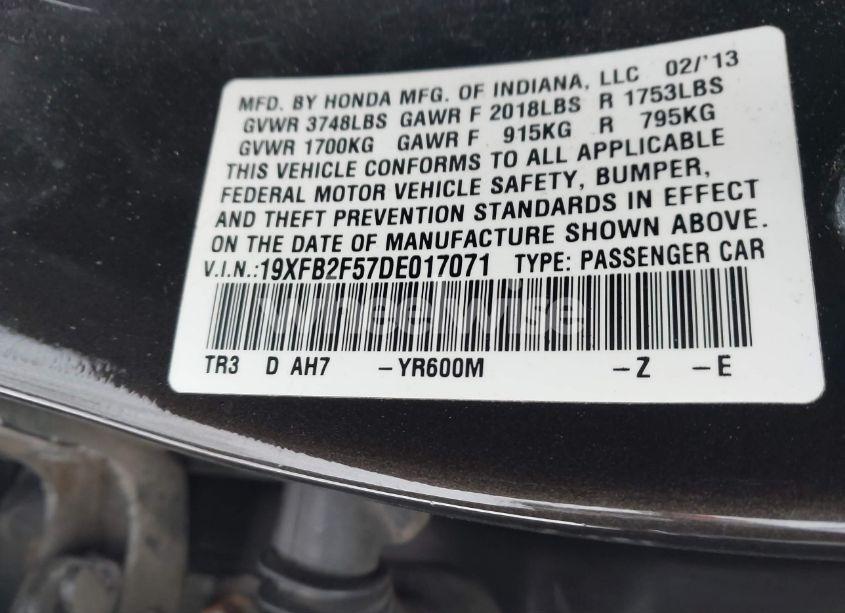 MFD. BY HONDA MFG. OF INDIANA, LLC 02/'13
GVWR 3748LBS GAWR F 2018LBS R 1753LBS
GVWR 1700KG GAWR F 915KG R 795KG
THIS VEHICLE CONFORMS TO ALL APPLICABLE
FEDERAL MOTOR VEHICLE SAFETY, BUMPER,
AND THEFT PREVENTION STANDARDS IN EFFECT
ON THE DATE OF MANUFACTURE SHOWN ABOVE.
V.I.N.:19XFB2F57DE017071 TYPE: PASSENGER CAR
wheelwise
TR3 D AH7 -YR600M -Z -E